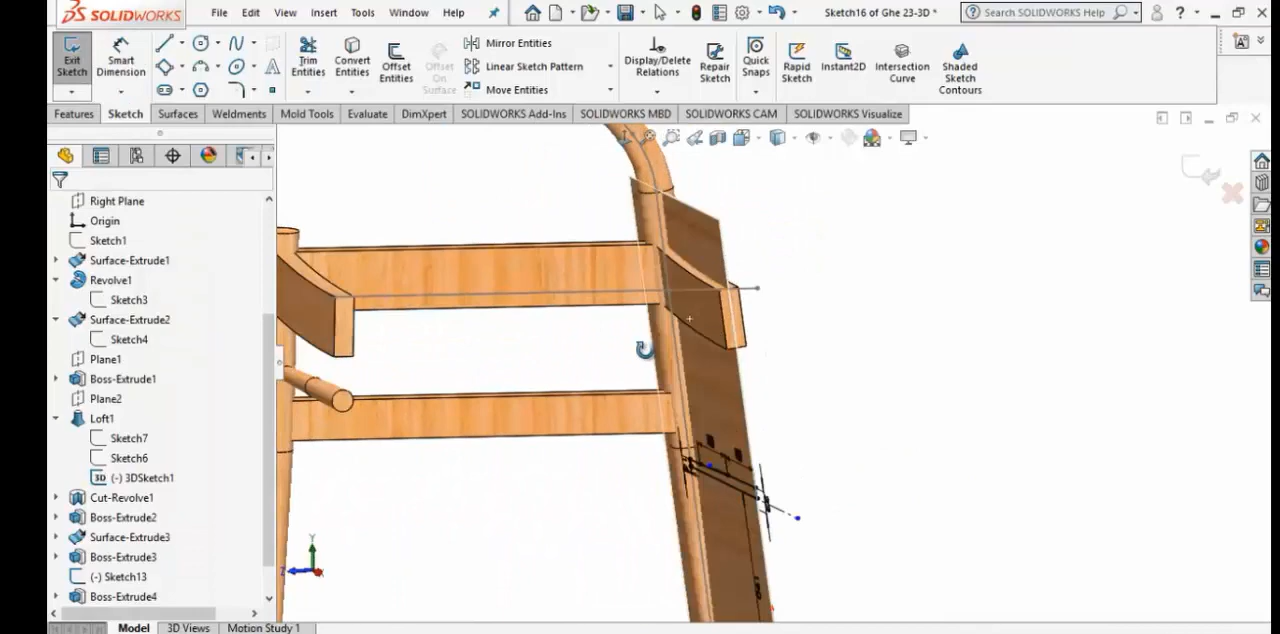 SOLIDWORKS File Edit View Insert Tools Window Help Sketch16 of Ghe 23-3D * Search SOLIDWORKS Help ?
Exit Sketch
Smart Dimension
Trim Entities
Convert Entities
Offset Entities
Offset On Surface
Mirror Entities
Linear Sketch Pattern
Move Entities
Display/Delete Relations
Repair Sketch
Quick Snaps
Rapid Sketch
Instant2D
Intersection Curve
Shaded Sketch Contours
Features Sketch Surfaces Weldments Mold Tools Evaluate DimXpert SOLIDWORKS Add-Ins SOLIDWORKS MBD SOLIDWORKS CAM SOLIDWORKS Visualize
Right Plane
Origin
Sketch1
Surface-Extrude1
Revolve1
Sketch3
Surface-Extrude2
Sketch4
Plane1
Boss-Extrude1
Plane2
Loft1
Sketch7
Sketch6
3D (-) 3DSketch1
Cut-Revolve1
Boss-Extrude2
Surface-Extrude3
Boss-Extrude3
(-) Sketch13
Boss-Extrude4
Y
Z
Model 3D Views Motion Study 1